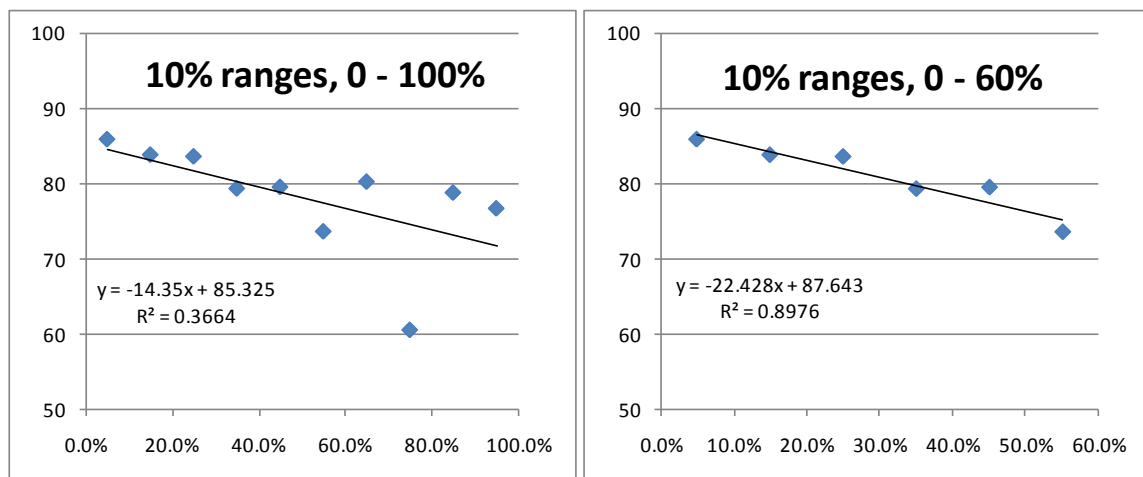 10% ranges, 0 - 100%
100
90
80
70
60
50
y = -14.35x + 85.325
R² = 0.3664
0.0% 20.0% 40.0% 60.0% 80.0% 100.0%
10% ranges, 0 - 60%
100
90
80
70
60
50
y = -22.428x + 87.643
R² = 0.8976
0.0% 10.0% 20.0% 30.0% 40.0% 50.0% 60.0%